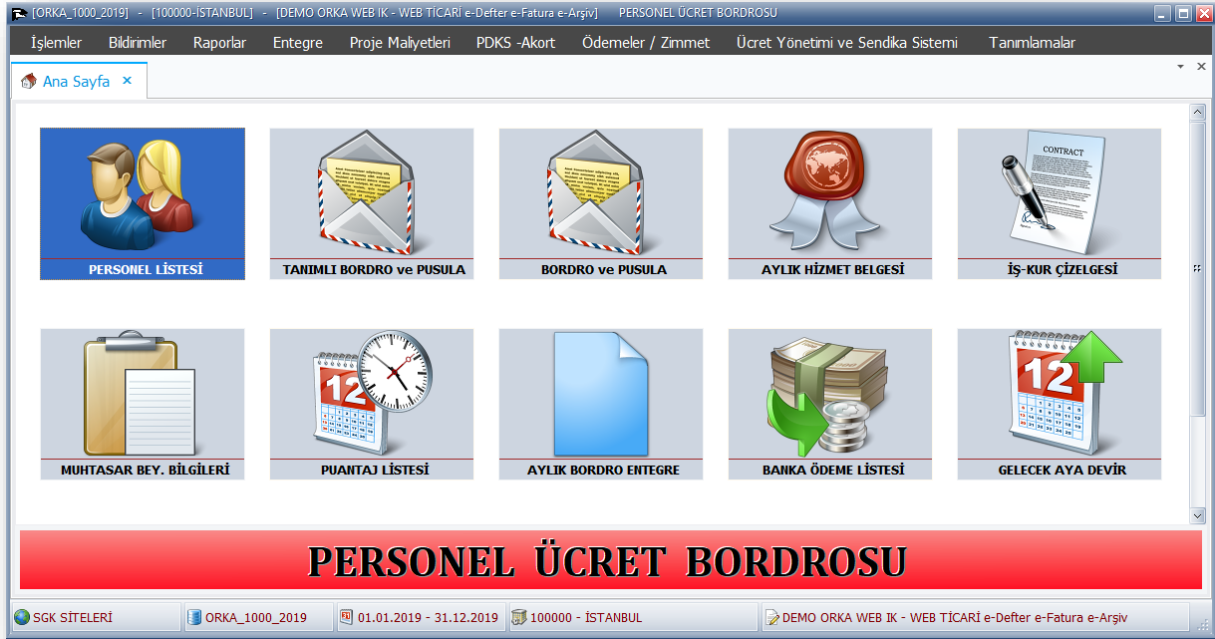 [ORKA_1000_2019] - [100000-İSTANBUL] - [DEMO ORKA WEB IK - WEB TİCARİ e-Defter e-Fatura e-Arşiv] PERSONEL ÜCRET BORDROSU
İşlemler Bildirimler Raporlar Entegre Proje Maliyetleri PDKS -Akort Ödemeler / Zimmet Ücret Yönetimi ve Sendika Sistemi Tanımlamalar
Ana Sayfa ×
CONTRACT
PERSONEL LİSTESİ TANIMLI BORDRO ve PUSULA BORDRO ve PUSULA AYLIK HİZMET BELGESİ İŞ-KUR ÇİZELGESİ
12 12
MUHTASAR BEY. BİLGİLERİ PUANTAJ LİSTESİ AYLIK BORDRO ENTEGRE BANKA ÖDEME LİSTESİ GELECEK AYA DEVİR
PERSONEL ÜCRET BORDROSU
SGK SİTELERİ ORKA_1000_2019 01.01.2019 - 31.12.2019 100000 - İSTANBUL DEMO ORKA WEB IK - WEB TİCARİ e-Defter e-Fatura e-Arşiv